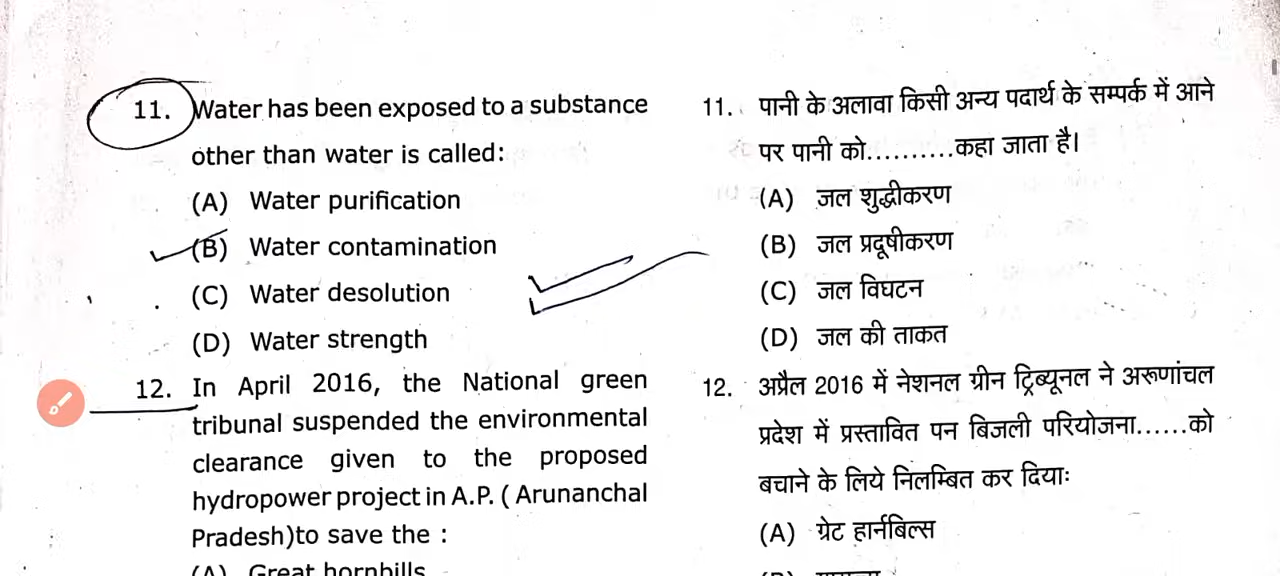 11. Water has been exposed to a substance
other than water is called:
(A) Water purification
(B) Water contamination
(C) Water desolution
(D) Water strength
12. In April 2016, the National green
tribunal suspended the environmental
clearance given to the proposed
hydropower project in A.P. ( Arunanchal
Pradesh)to save the :
(A) Great hornbills
11. पानी के अलावा किसी अन्य पदार्थ के सम्पर्क में आने
पर पानी को..........कहा जाता है।
(A) जल शुद्धीकरण
(B) जल प्रदूषीकरण
(C) जल विघटन
(D) जल की ताकत
12. अप्रैल 2016 में नेशनल ग्रीन ट्रिब्यूनल ने अरूणांचल
प्रदेश में प्रस्तावित पन बिजली परियोजना......को
बचाने के लिये निलम्बित कर दियाः
(A) ग्रेट हार्नबिल्स